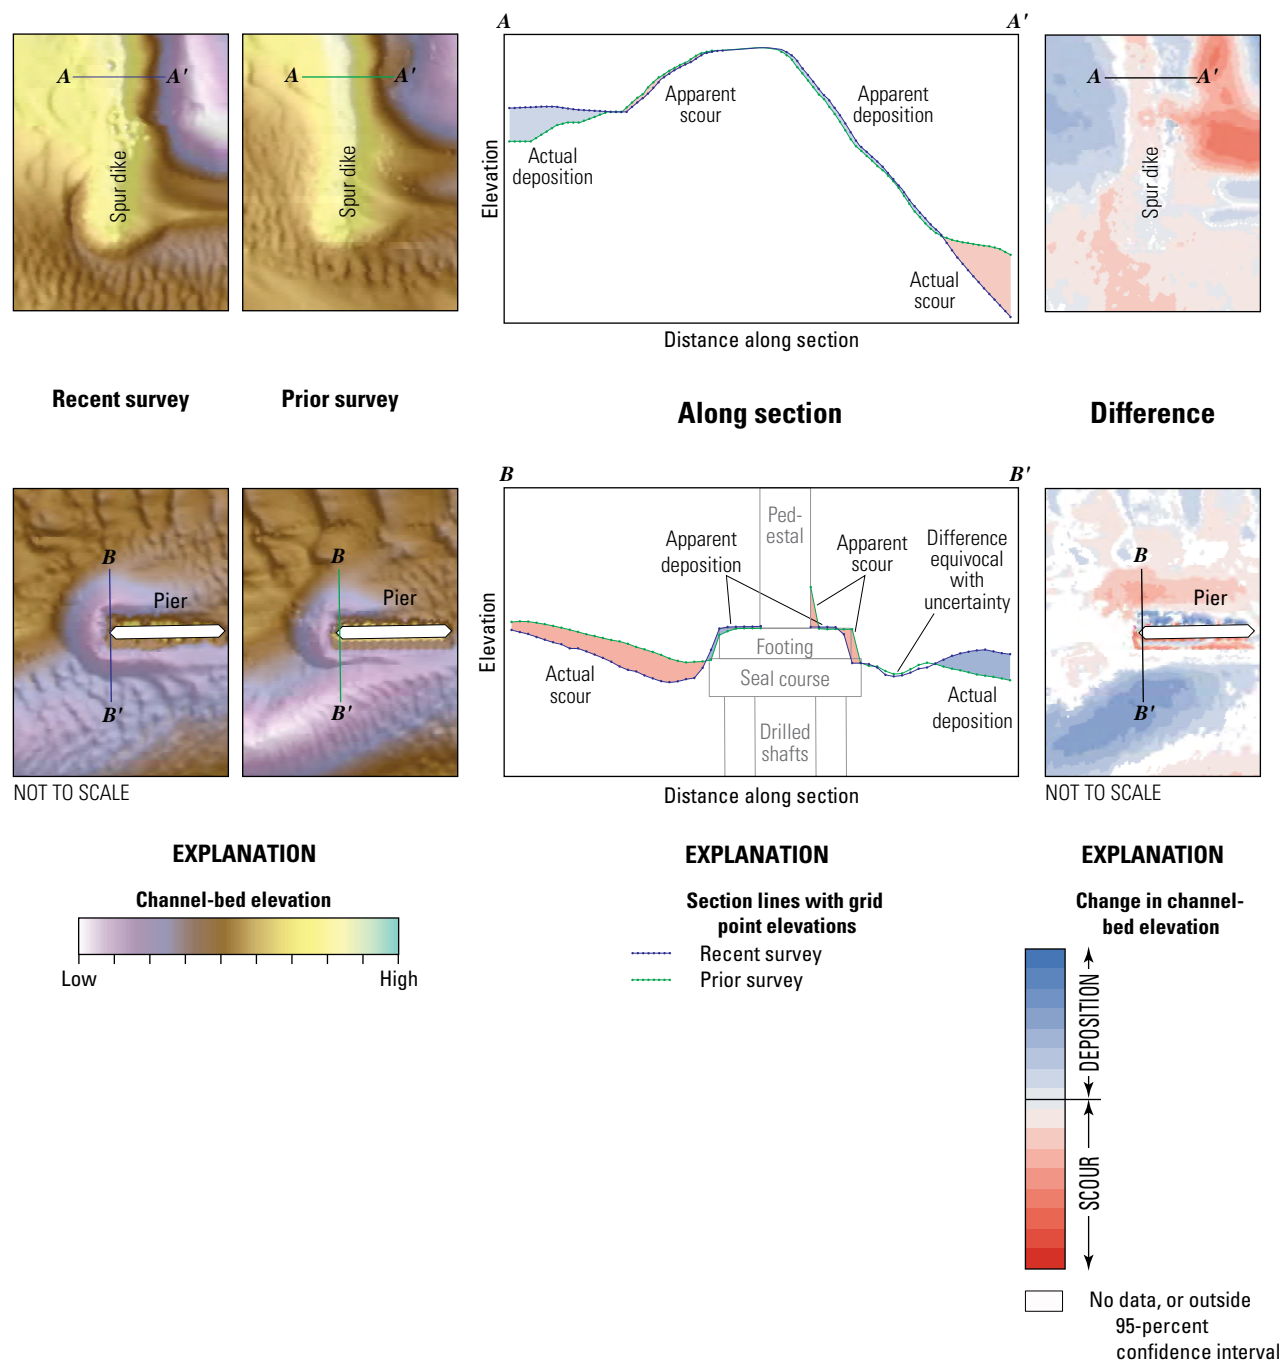 A
A'
A
A'
Spur dike
A
A'
Spur dike
Elevation
Apparent
scour
Apparent
deposition
Actual
deposition
Actual
scour
Distance along section
A
A'
Spur dike
Recent survey
Prior survey
Along section
Difference
B
B'
B
Pier
B'
NOT TO SCALE
B
Pier
B'
Elevation
Ped-
estal
Apparent
deposition
Apparent
scour
Difference
equivocal
with
uncertainty
Footing
Seal course
Actual
scour
Actual
deposition
Drilled
shafts
Distance along section
B
Pier
B'
NOT TO SCALE
EXPLANATION
Channel-bed elevation
Low
High
EXPLANATION
Section lines with grid
point elevations
Recent survey
Prior survey
EXPLANATION
Change in channel-
bed elevation
DEPOSITION
SCOUR
No data, or outside
95-percent
confidence interval